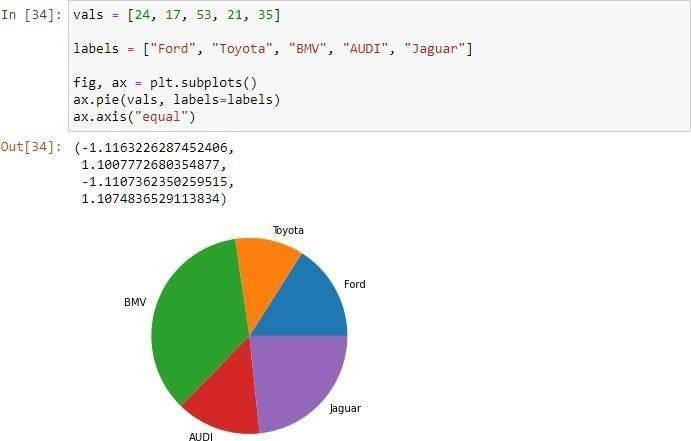 In [34]: vals = [24, 17, 53, 21, 35]
labels = ["Ford", "Toyota", "BMV", "AUDI", "Jaguar"]
fig, ax = plt.subplots()
ax.pie(vals, labels=labels)
ax.axis("equal")
Out[34]: (-1.1163226287452406,
1.1007772680354877,
-1.1107362350259515,
1.1074836529113834)
Toyota
Ford
BMV
Jaguar
AUDI